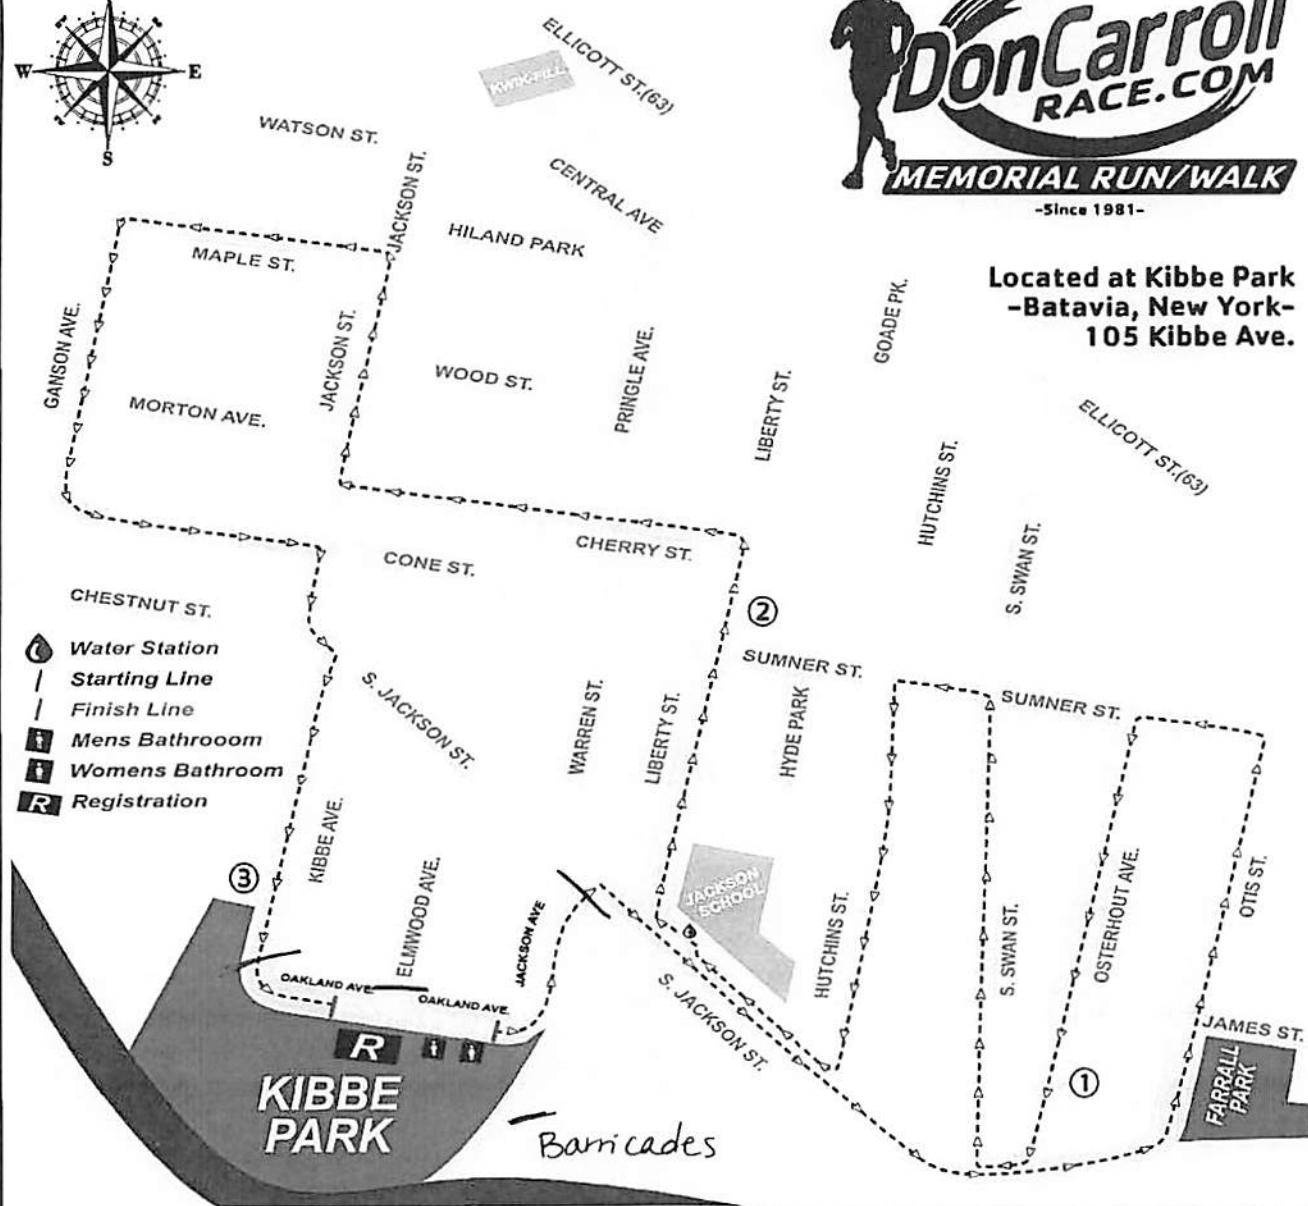 N
W
E
S
ELLICOTT ST.(63)
KWIK-FILL
DonCarroll
RACE.COM
MEMORIAL RUN/WALK
-Since 1981-
Located at Kibbe Park
-Batavia, New York-
105 Kibbe Ave.
WATSON ST.
JACKSON ST.
CENTRAL AVE
HILAND PARK
MAPLE ST.
GANSON AVE.
JACKSON ST.
WOOD ST.
PRINGLE AVE.
LIBERTY ST.
GOADE PK.
MORTON AVE.
ELLICOTT ST.(63)
HUTCHINS ST.
S. SWAN ST.
CHERRY ST.
CONE ST.
CHESTNUT ST.
2
SUMNER ST.
SUMNER ST.
Water Station
Starting Line
Finish Line
Mens Bathrooom
Womens Bathroom
R Registration
S. JACKSON ST.
WARREN ST.
LIBERTY ST.
HYDE PARK
KIBBE AVE.
3
ELMWOOD AVE.
JACKSON AVE
JACKSON
SCHOOL
HUTCHINS ST.
S. SWAN ST.
OSTERHOUT AVE.
OTIS ST.
OAKLAND AVE.
OAKLAND AVE.
S. JACKSON ST.
JAMES ST.
FARRALL
PARK
1
R
KIBBE
PARK
Barricades